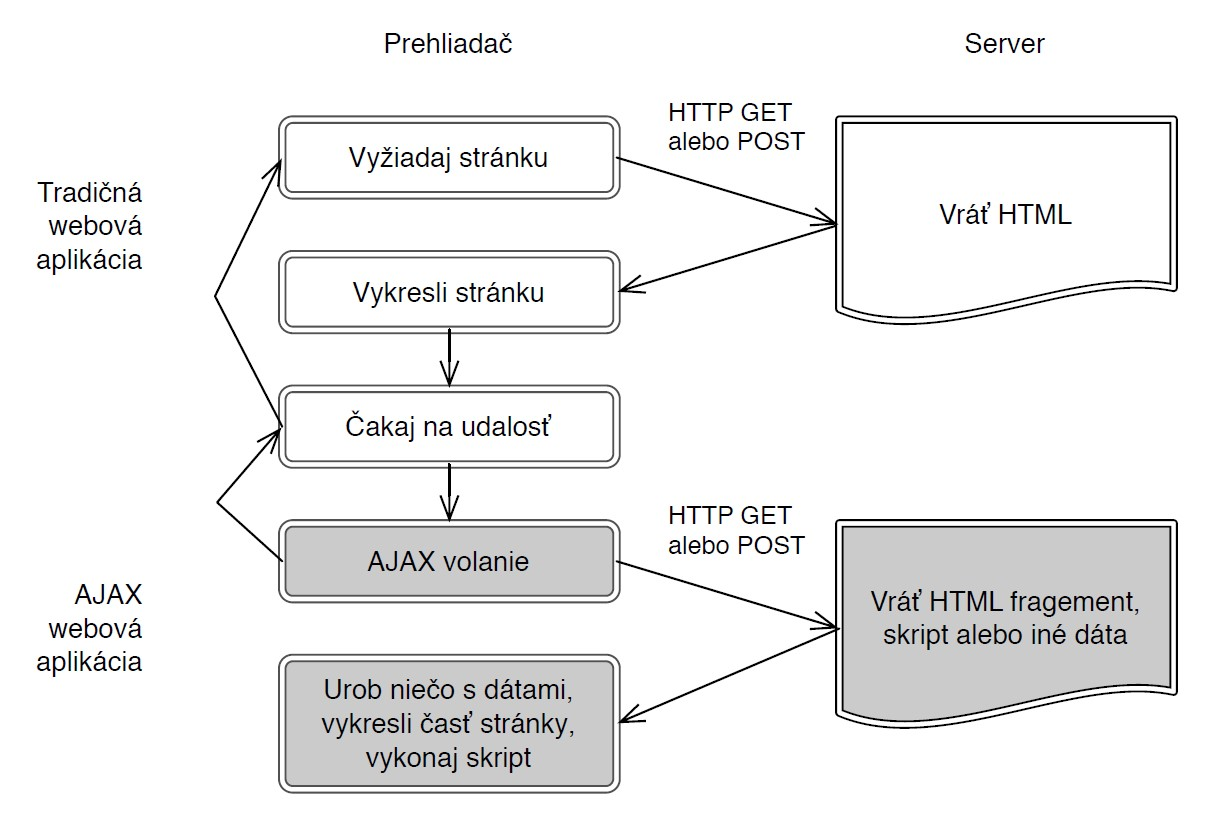 Prehliadač
Server
HTTP GET
alebo POST
Vyžiadaj stránku
Tradičná
webová
aplikácia
Vráť HTML
Vykresli stránku
Čakaj na udalosť
HTTP GET
alebo POST
AJAX volanie
AJAX
webová
aplikácia
Vráť HTML fragement,
skript alebo iné dáta
Urob niečo s dátami,
vykresli časť stránky,
vykonaj skript